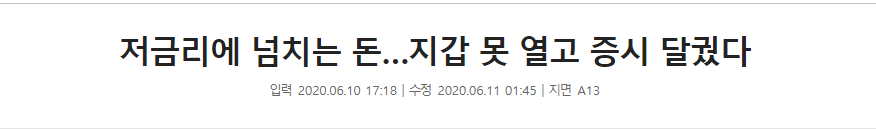 저금리에 넘치는 돈…지갑 못 열고 증시 달궜다
입력 2020.06.10 17:18 | 수정 2020.06.11 01:45 | 지면 A13